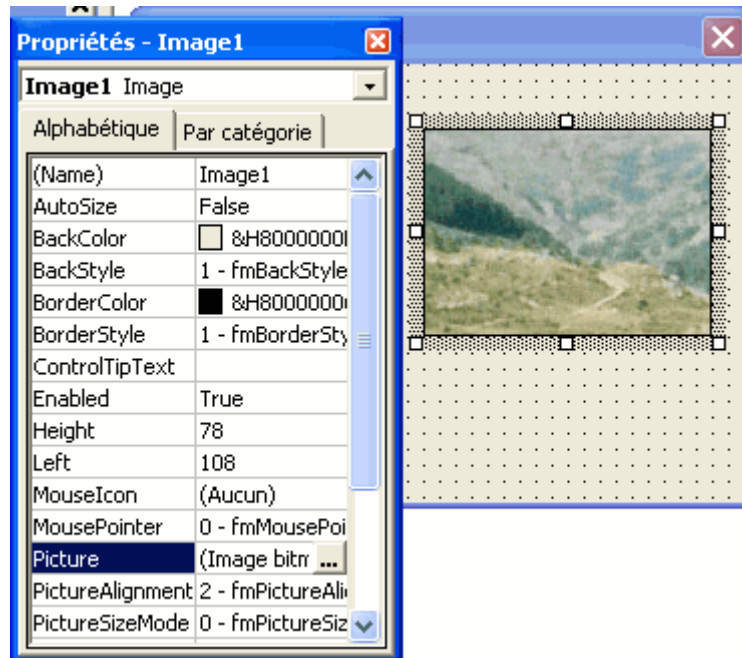 Propriétés - Image1
Image1 Image
Alphabétique Par catégorie
(Name) Image1
AutoSize False
BackColor &H8000000
BackStyle 1 - fmBackStyle
BorderColor &H8000000
BorderStyle 1 - fmBorderSty
ControlTipText
Enabled True
Height 78
Left 108
MouseIcon (Aucun)
MousePointer 0 - fmMousePoi
Picture (Image bitm ...
PictureAlignment 2 - fmPictureAli
PictureSizeMode 0 - fmPictureSiz